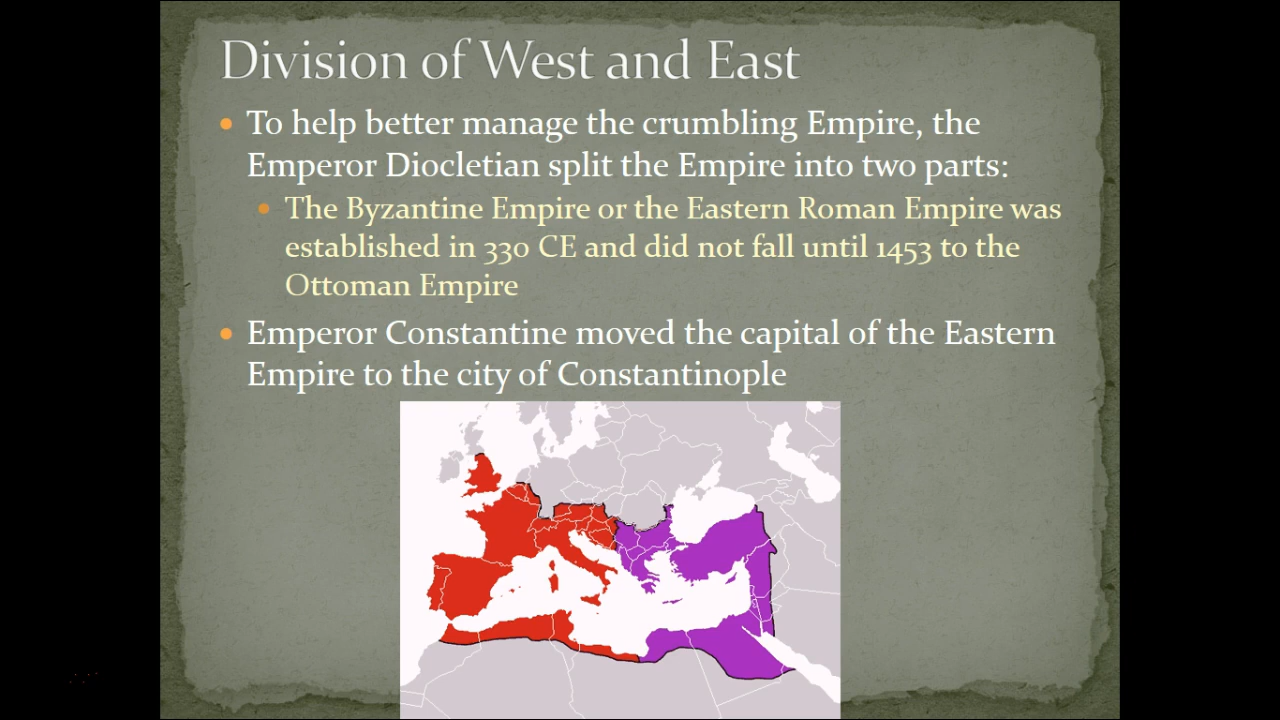 Division of West and East
To help better manage the crumbling Empire, the
Emperor Diocletian split the Empire into two parts:
The Byzantine Empire or the Eastern Roman Empire was
established in 330 CE and did not fall until 1453 to the
Ottoman Empire
Emperor Constantine moved the capital of the Eastern
Empire to the city of Constantinople